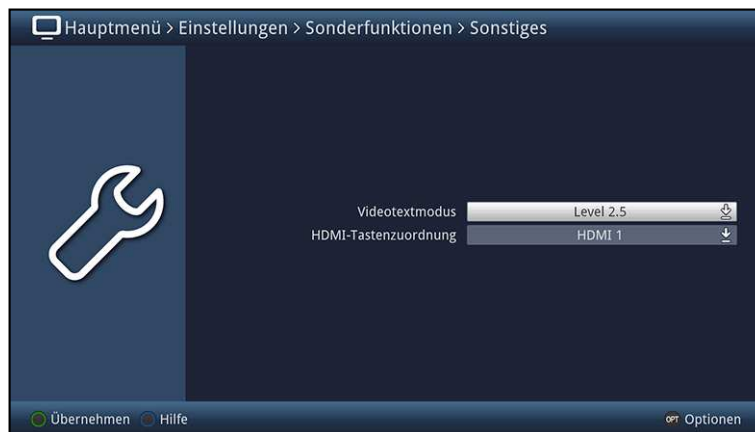 Hauptmenü > Einstellungen > Sonderfunktionen > Sonstiges
Videotextmodus Level 2.5
HDMI-Tastenzuordnung HDMI 1
Übernehmen Hilfe OPT Optionen